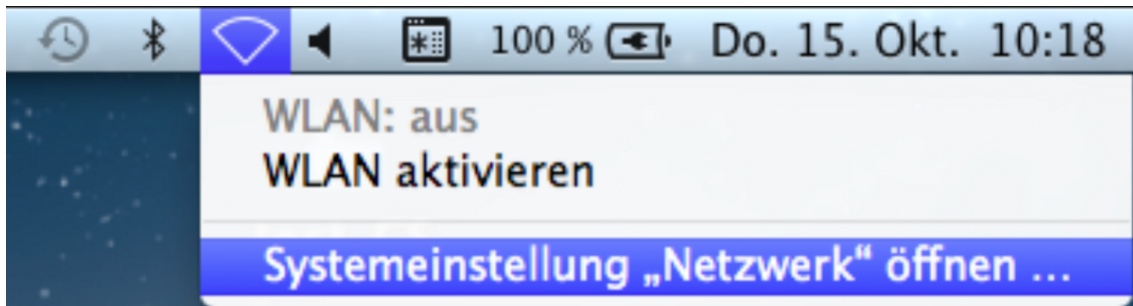 100 % Do. 15. Okt. 10:18
WLAN: aus
WLAN aktivieren
Systemeinstellung „Netzwerk“ öffnen ...